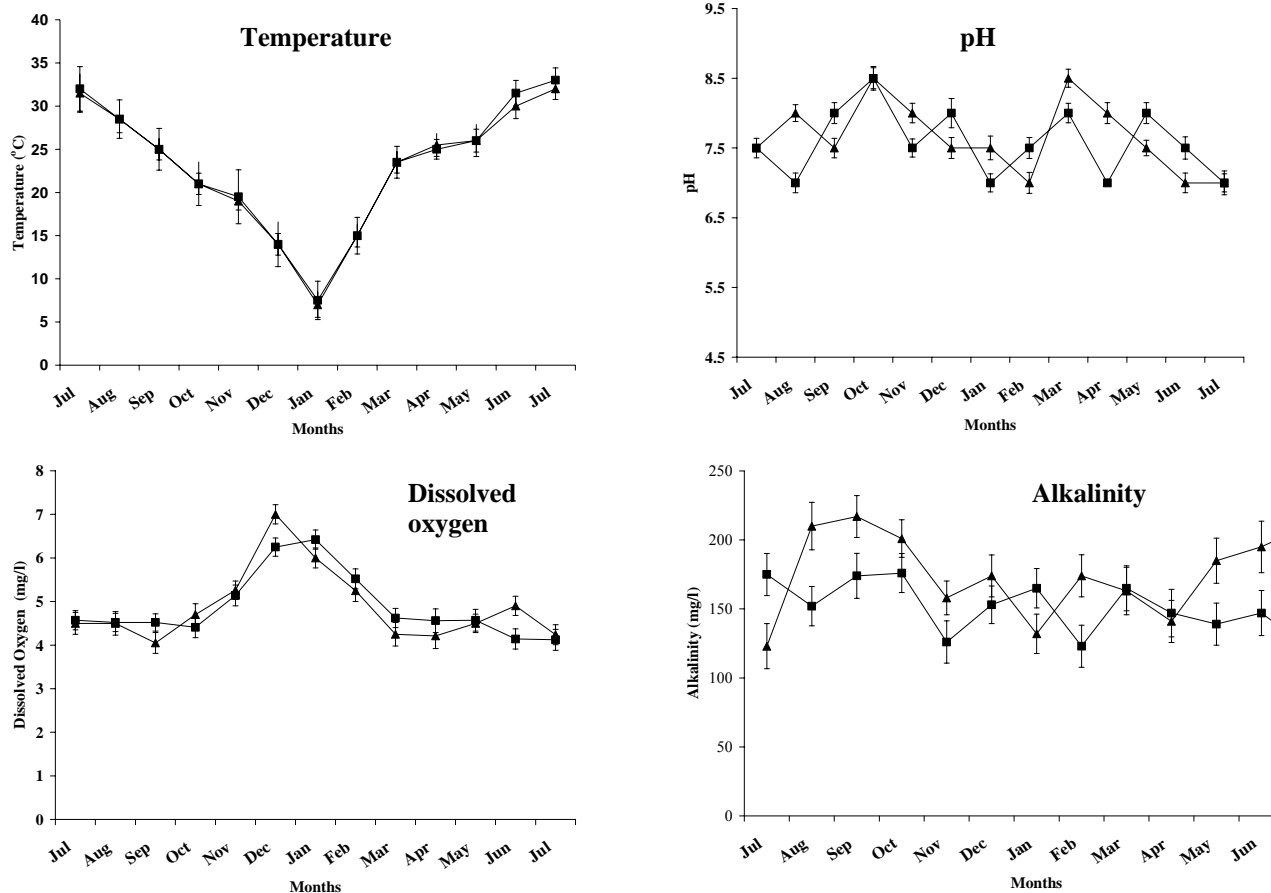 Temperature
Temperature (°C)
40
35
30
25
20
15
10
5
0
Jul Aug Sep Oct Nov Dec Jan Feb Mar Apr May Jun Jul
Months
pH
pH
9.5
8.5
7.5
6.5
5.5
4.5
Jul Aug Sep Oct Nov Dec Jan Feb Mar Apr May Jun Jul
Months
Dissolved
oxygen
Dissolved Oxygen (mg/l)
8
7
6
5
4
3
2
1
0
Jul Aug Sep Oct Nov Dec Jan Feb Mar Apr May Jun Jul
Months
Alkalinity
Alkalinity (mg/l)
250
200
150
100
50
0
Jul Aug Sep Oct Nov Dec Jan Feb Mar Apr May Jun
Months